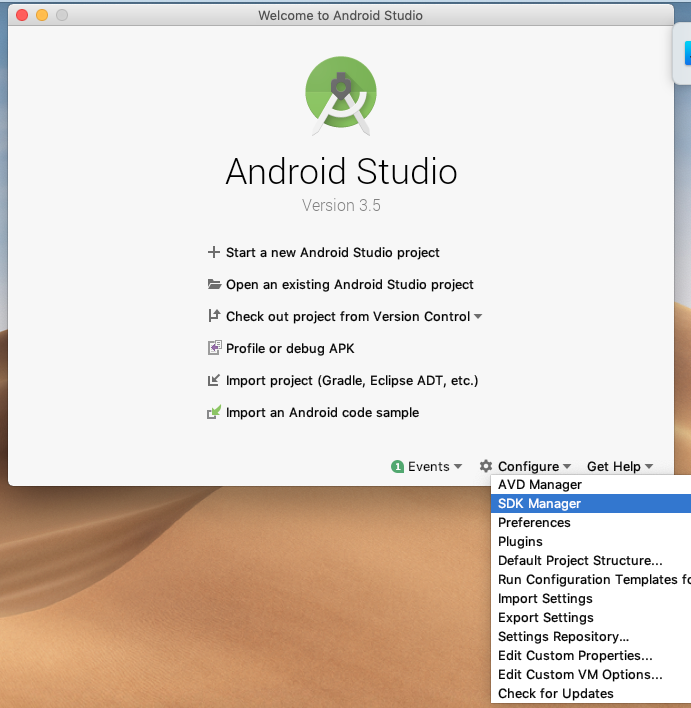 Welcome to Android Studio
Android Studio
Version 3.5
Start a new Android Studio project
Open an existing Android Studio project
Check out project from Version Control
Profile or debug APK
Import project (Gradle, Eclipse ADT, etc.)
Import an Android code sample
1 Events Configure Get Help
AVD Manager
SDK Manager
Preferences
Plugins
Default Project Structure...
Run Configuration Templates fo
Import Settings
Export Settings
Settings Repository...
Edit Custom Properties...
Edit Custom VM Options...
Check for Updates